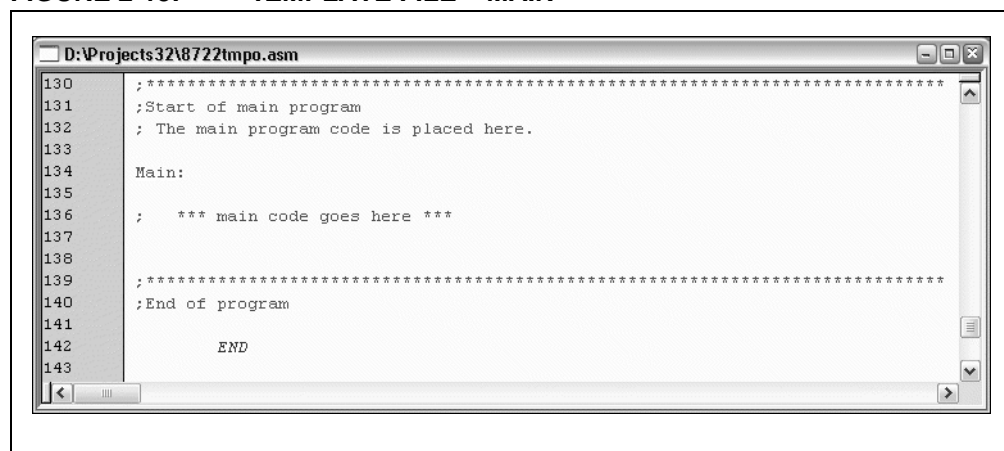 D:\Projects32\8722tmpo.asm
130 ;*****************************************************************************
131 ;Start of main program
132 ; The main program code is placed here.
133
134 Main:
135
136 ;   *** main code goes here ***
137
138
139 ;*****************************************************************************
140 ;End of program
141
142         END
143